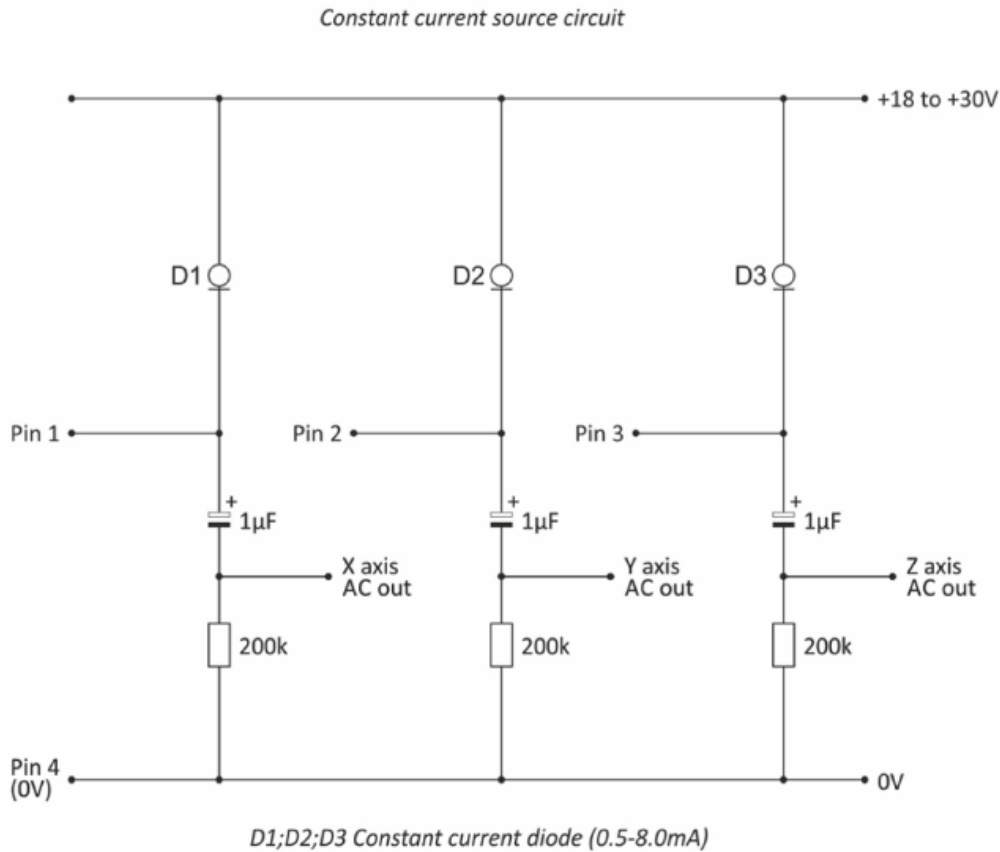 Constant current source circuit
+18 to +30V
D1
D2
D3
Pin 1
Pin 2
Pin 3
+
1µF
+
1µF
+
1µF
X axis
AC out
Y axis
AC out
Z axis
AC out
200k
200k
200k
Pin 4
(0V)
0V
D1;D2;D3 Constant current diode (0.5-8.0mA)